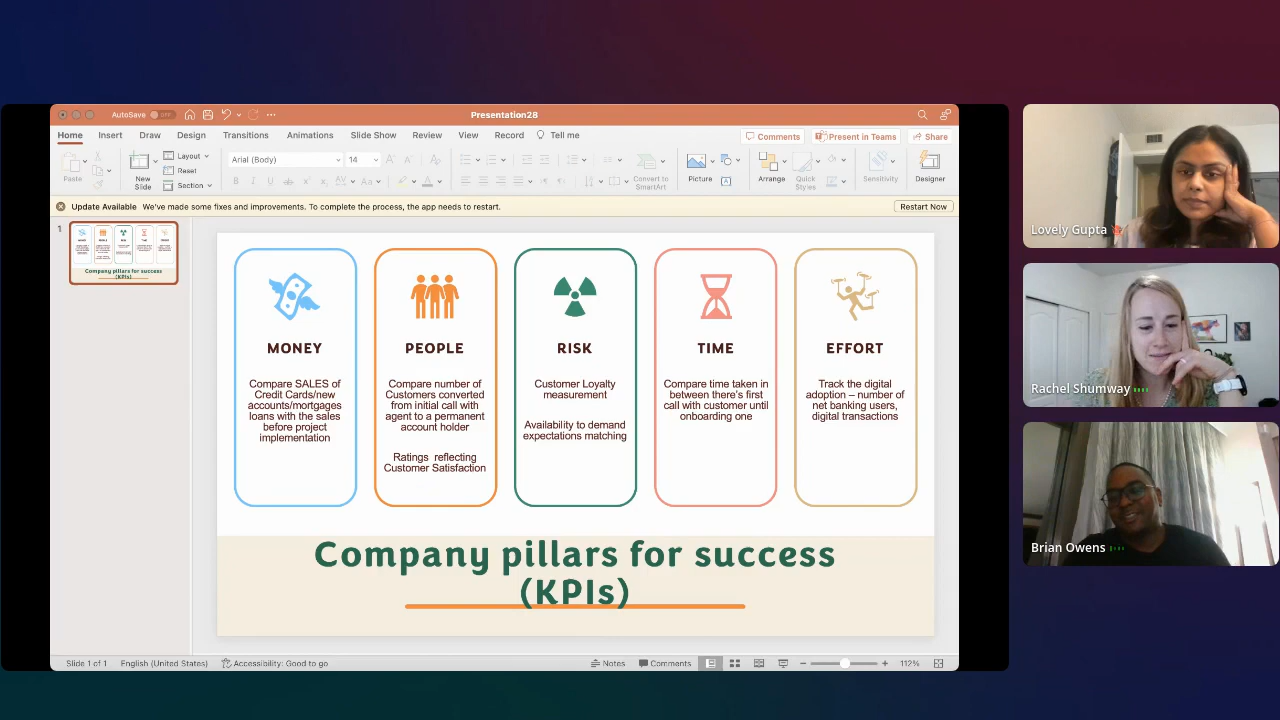 AutoSave OFF
Presentation28
Home Insert Draw Design Transitions Animations Slide Show Review View Record Tell me
Comments Present in Teams Share
Paste
New
Slide
Layout
Reset
Section
Arial (Body) 14
Convert to
SmartArt
Picture
Arrange
Quick
Styles
Sensitivity
Designer
Update Available We've made some fixes and improvements. To complete the process, the app needs to restart.
Restart Now
1
MONEY
Compare SALES of
Credit Cards/new
accounts/mortgages
loans with the sales
before project
implementation
PEOPLE
Compare number of
Customers converted
from initial call with
agent to a permanent
account holder
Ratings reflecting
Customer Satisfaction
RISK
Customer Loyalty
measurement
Availability to demand
expectations matching
TIME
Compare time taken in
between there's first
call with customer until
onboarding one
EFFORT
Track the digital
adoption – number of
net banking users,
digital transactions
Company pillars for success
(KPIs)
Slide 1 of 1 English (United States) Accessibility: Good to go
Notes Comments 112%
Lovely Gupta
Rachel Shumway
Brian Owens